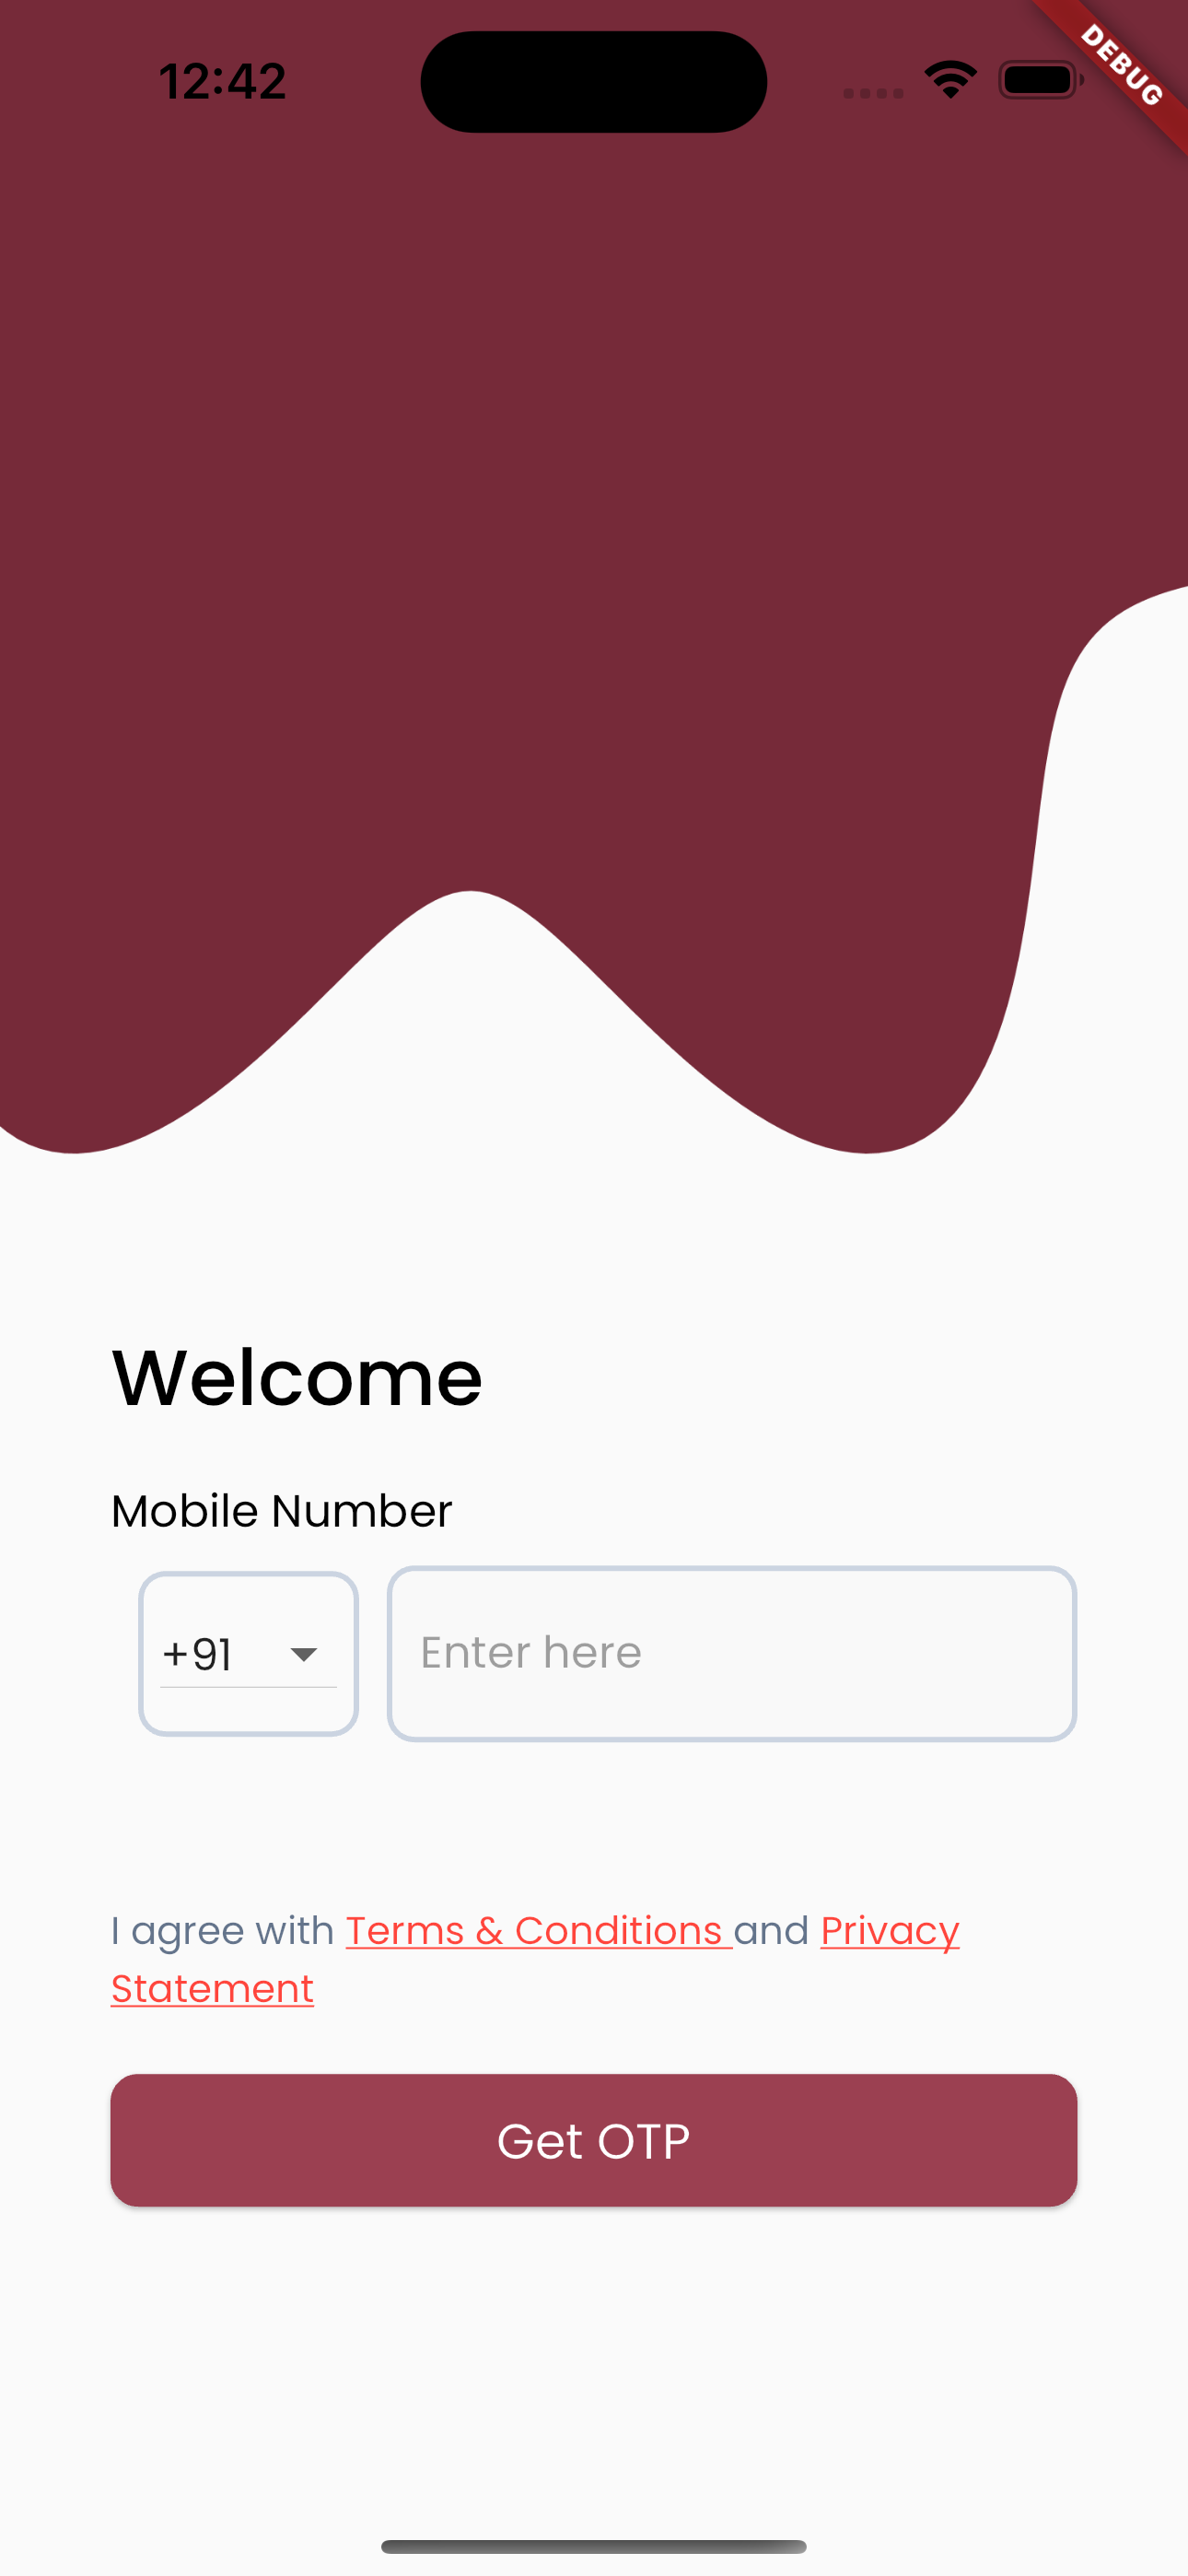 12:42
DEBUG
Welcome
Mobile Number
+91
Enter here
I agree with Terms & Conditions and Privacy
Statement
Get OTP